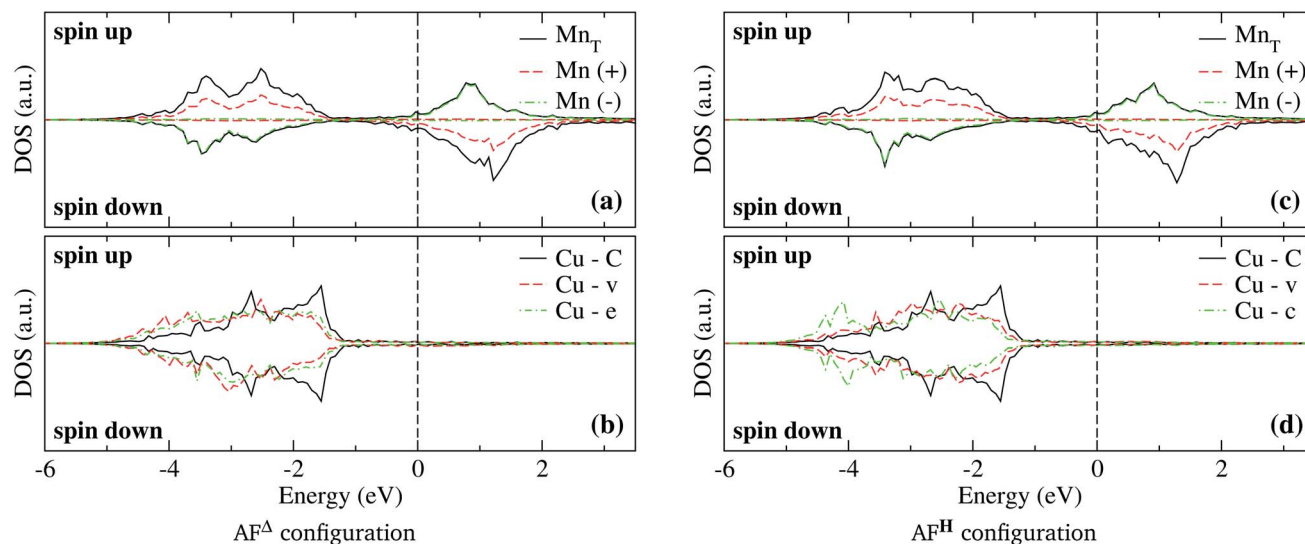 spin up
Mn_T
Mn (+)
Mn (-)
DOS (a.u.)
spin down
(a)
spin up
Cu - C
Cu - v
Cu - e
DOS (a.u.)
spin down
(b)
-6 -4 -2 0 2
Energy (eV)
AF^Δ configuration
spin up
Mn_T
Mn (+)
Mn (-)
DOS (a.u.)
spin down
(c)
spin up
Cu - C
Cu - v
Cu - c
DOS (a.u.)
spin down
(d)
-6 -4 -2 0 2
Energy (eV)
AF^H configuration